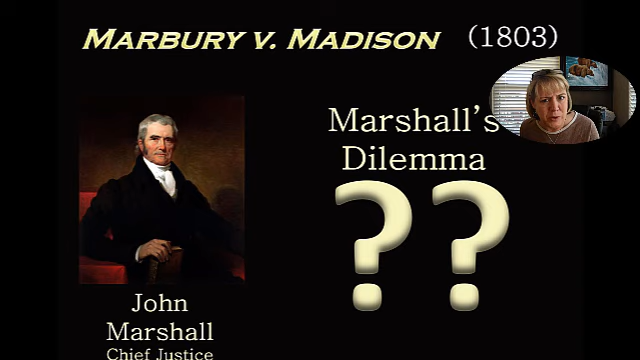 MARBURY V. MADISON (1803)
Marshall's
Dilemma
??
John
Marshall
Chief Justice